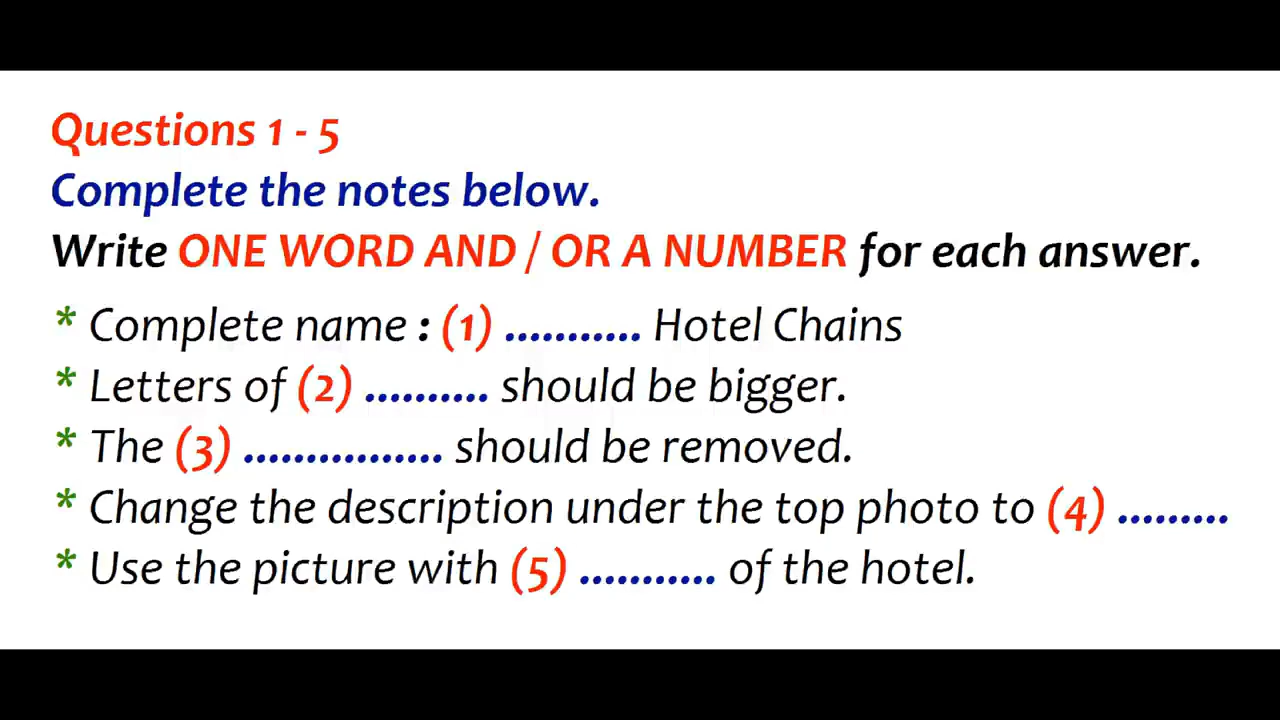 Questions 1 - 5
Complete the notes below.
Write ONE WORD AND / OR A NUMBER for each answer.
* Complete name : (1) ........... Hotel Chains
* Letters of (2) .......... should be bigger.
* The (3) ................ should be removed.
* Change the description under the top photo to (4) .........
* Use the picture with (5) ........... of the hotel.